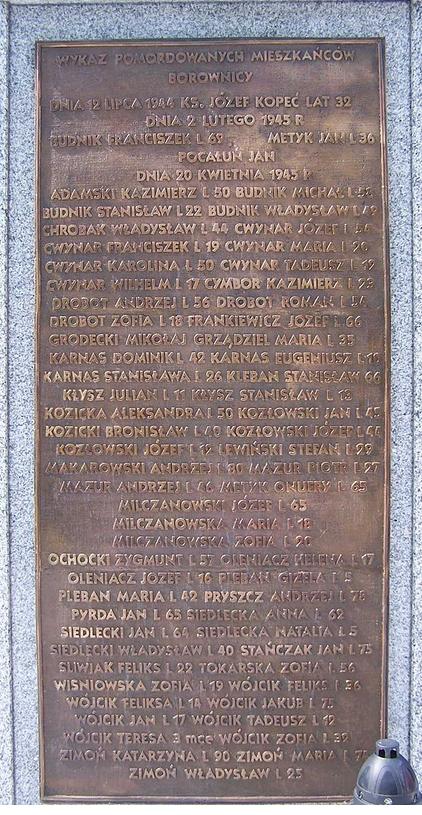 WYKAZ POMORDOWANYCH MIESZKAŃCÓW
BOROWNICY
DNIA 12 LIPCA 1944 KS. JÓZEF KOPEĆ LAT 32
DNIA 2 LUTEGO 1945 R
BUDNIK FRANCISZEK L 69 METYK JAN L 36
POCAŁUŃ JAN
DNIA 20 KWIETNIA 1945 R
ADAMSKI KAZIMIERZ L 50 BUDNIK MICHAŁ L
BUDNIK STANISŁAW L 22 BUDNIK WŁADYSŁAW L 49
CHROBAK WŁADYSŁAW L 44 CWYNAR JÓZEF L
CWYNAR FRANCISZEK L 19 CWYNAR MARIA L 20
CWYNAR KAROLINA L 50 CWYNAR TADEUSZ L 19
CWYNAR WILHELM L 17 CYMBOR KAZIMIERZ L 23
DROBOT ANDRZEJ L 56 DROBOT ROMAN L 54
DROBOT ZOFIA L 18 FRANKIEWICZ JÓZEF L 66
GRODECKI MIKOŁAJ GRZĄDZIEL MARIA L 35
KARNAS DOMINIK L 42 KARNAS EUGENIUSZ L
KARNAS STANISŁAWA L 26 KLEBAN STANISŁAW 66
KŁYSZ JULIAN L 11 KŁYSZ STANISŁAW L 13
KOZICKA ALEKSANDRA L 50 KOZŁOWSKI JAN L 45
KOZICKI BRONISŁAW L 40 KOZŁOWSKI JÓZEF L 44
KOZŁOWSKI JÓZEF L 12 LEWIŃSKI STEFAN L 29
MAKAROWSKI ANDRZEJ L 80 MAZUR PIOTR L 27
MAZUR ANDRZEJ L 46 METYK ONUFRY L 65
MILCZANOWSKI JÓZEF L 65
MILCZANOWSKA MARIA L 18
MILCZANOWSKA ZOFIA L 20
OCHOCKI ZYGMUNT L 57 OLENIACZ HELENA L 17
OLENIACZ JÓZEF L 16 PLEBAN GIZELA L 5
PLEBAN MARIA L 42 PRYSZCZ ANDRZEJ L 78
PYRDA JAN L 65 SIEDLECKA ANNA L 62
SIEDLECKI JAN L 64 SIEDLECKA NATALIA L 5
SIEDLECKI WŁADYSŁAW L 40 STAŃCZAK JAN L 75
ŚLIWIAK FELIKS L 22 TOKARSKA ZOFIA L 56
WIŚNIOWSKA ZOFIA L 19 WÓJCIK FELIKS L 36
WÓJCIK FELIKSA L 14 WÓJCIK JAKUB L 75
WÓJCIK JAN L 17 WÓJCIK TADEUSZ L 12
WÓJCIK TERESA 3 mce WÓJCIK ZOFIA L 39
ZIMOŃ KATARZYNA L 90 ZIMOŃ MARIA L
ZIMOŃ WŁADYSŁAW L 25